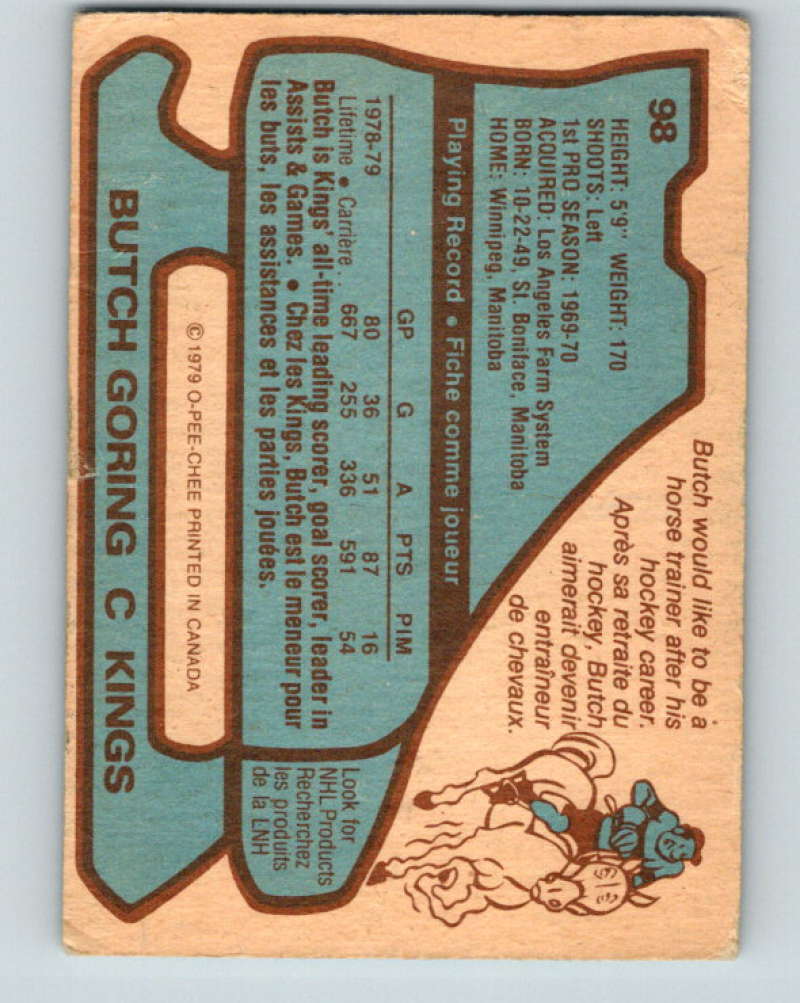 98
HEIGHT: 5'9" WEIGHT: 170
SHOOTS: Left
1st PRO SEASON: 1969-70
ACQUIRED: Los Angeles Farm System
BORN: 10-22-49, St. Boniface, Manitoba
HOME: Winnipeg, Manitoba
Butch would like to be a
horse trainer after his
hockey career.
Après sa retraite du
hockey, Butch
aimerait devenir
entraîneur
de chevaux.
Playing Record • Fiche comme joueur
GP G A PTS PIM
1978-79 80 36 51 87 16
Lifetime • Carrière . . 667 255 336 591 54
Butch is Kings' all-time leading scorer, goal scorer, leader in
Assists & Games. • Chez les Kings, Butch est le meneur pour
les buts, les assistances et les parties jouées.
Look for
NHL Products
Recherchez
les produits
de la LNH
© 1979 O-PEE-CHEE PRINTED IN CANADA
BUTCH GORING C KINGS